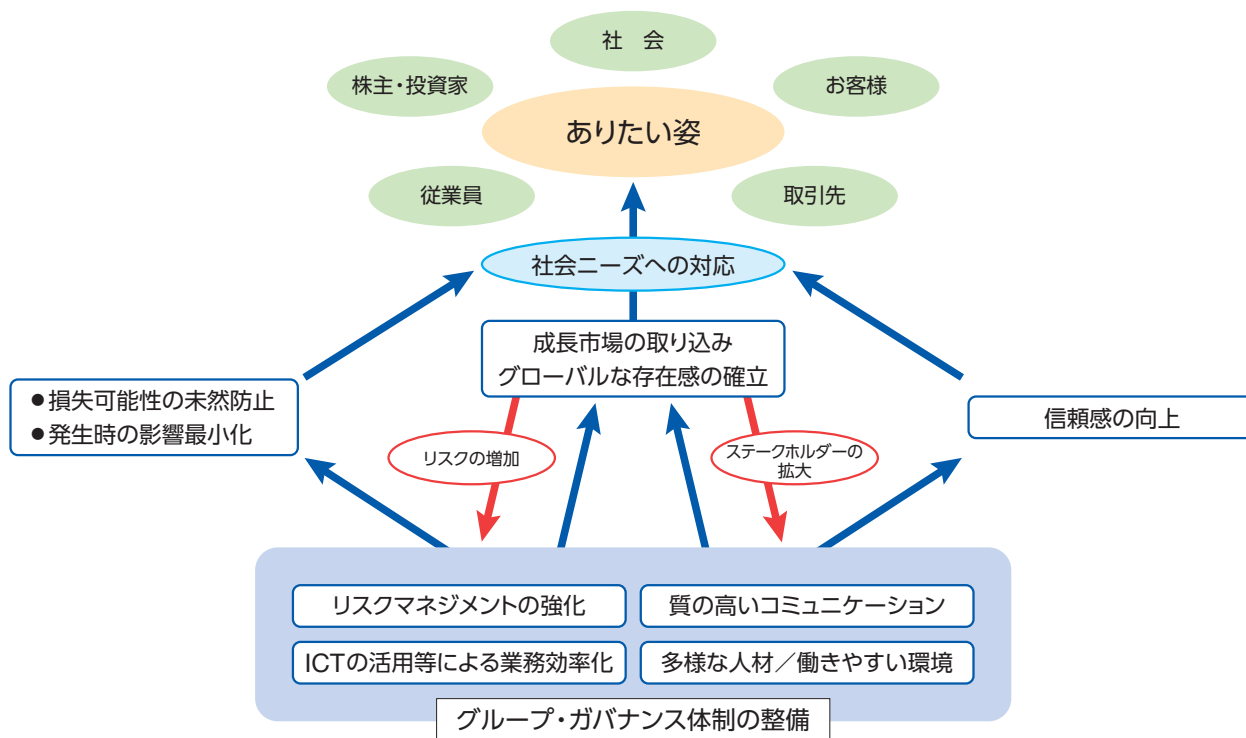 社　会
株主・投資家
お客様
ありたい姿
従業員
取引先
社会ニーズへの対応
成長市場の取り込み
グローバルな存在感の確立
●損失可能性の未然防止
●発生時の影響最小化
信頼感の向上
リスクの増加
ステークホルダーの
拡大
リスクマネジメントの強化
質の高いコミュニケーション
ICTの活用等による業務効率化
多様な人材／働きやすい環境
グループ・ガバナンス体制の整備